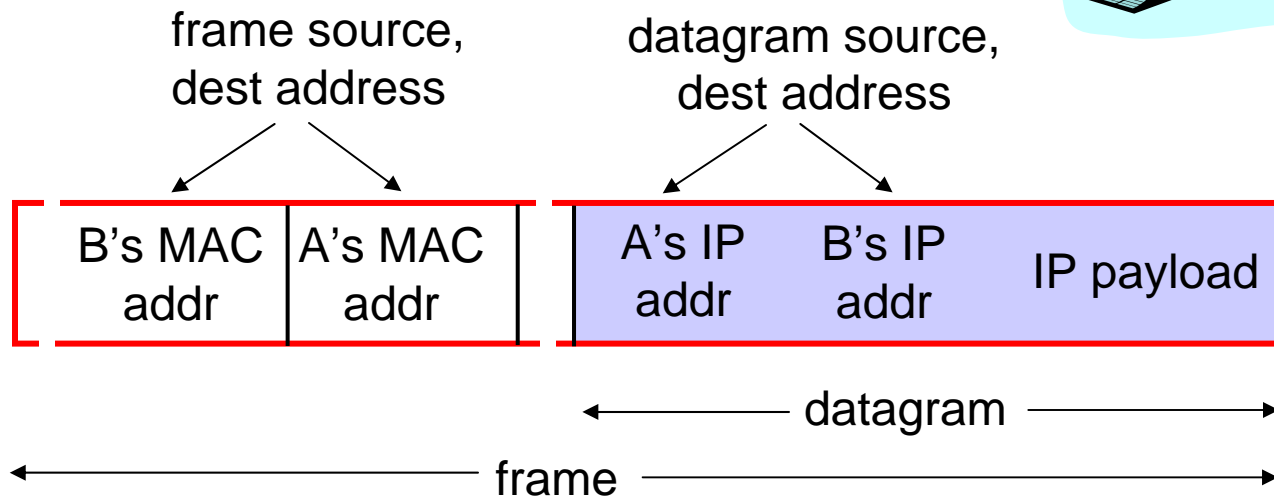 frame source,
dest address
datagram source,
dest address
B's MAC
addr
A's MAC
addr
A's IP
addr
B's IP
addr
IP payload
datagram
frame